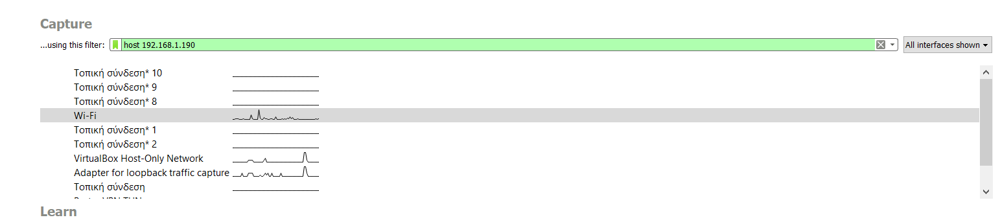 Capture
...using this filter: host 192.168.1.190 All interfaces shown
Τοπική σύνδεση* 10
Τοπική σύνδεση* 9
Τοπική σύνδεση* 8
Wi-Fi
Τοπική σύνδεση* 1
Τοπική σύνδεση* 2
VirtualBox Host-Only Network
Adapter for loopback traffic capture
Τοπική σύνδεση
Learn